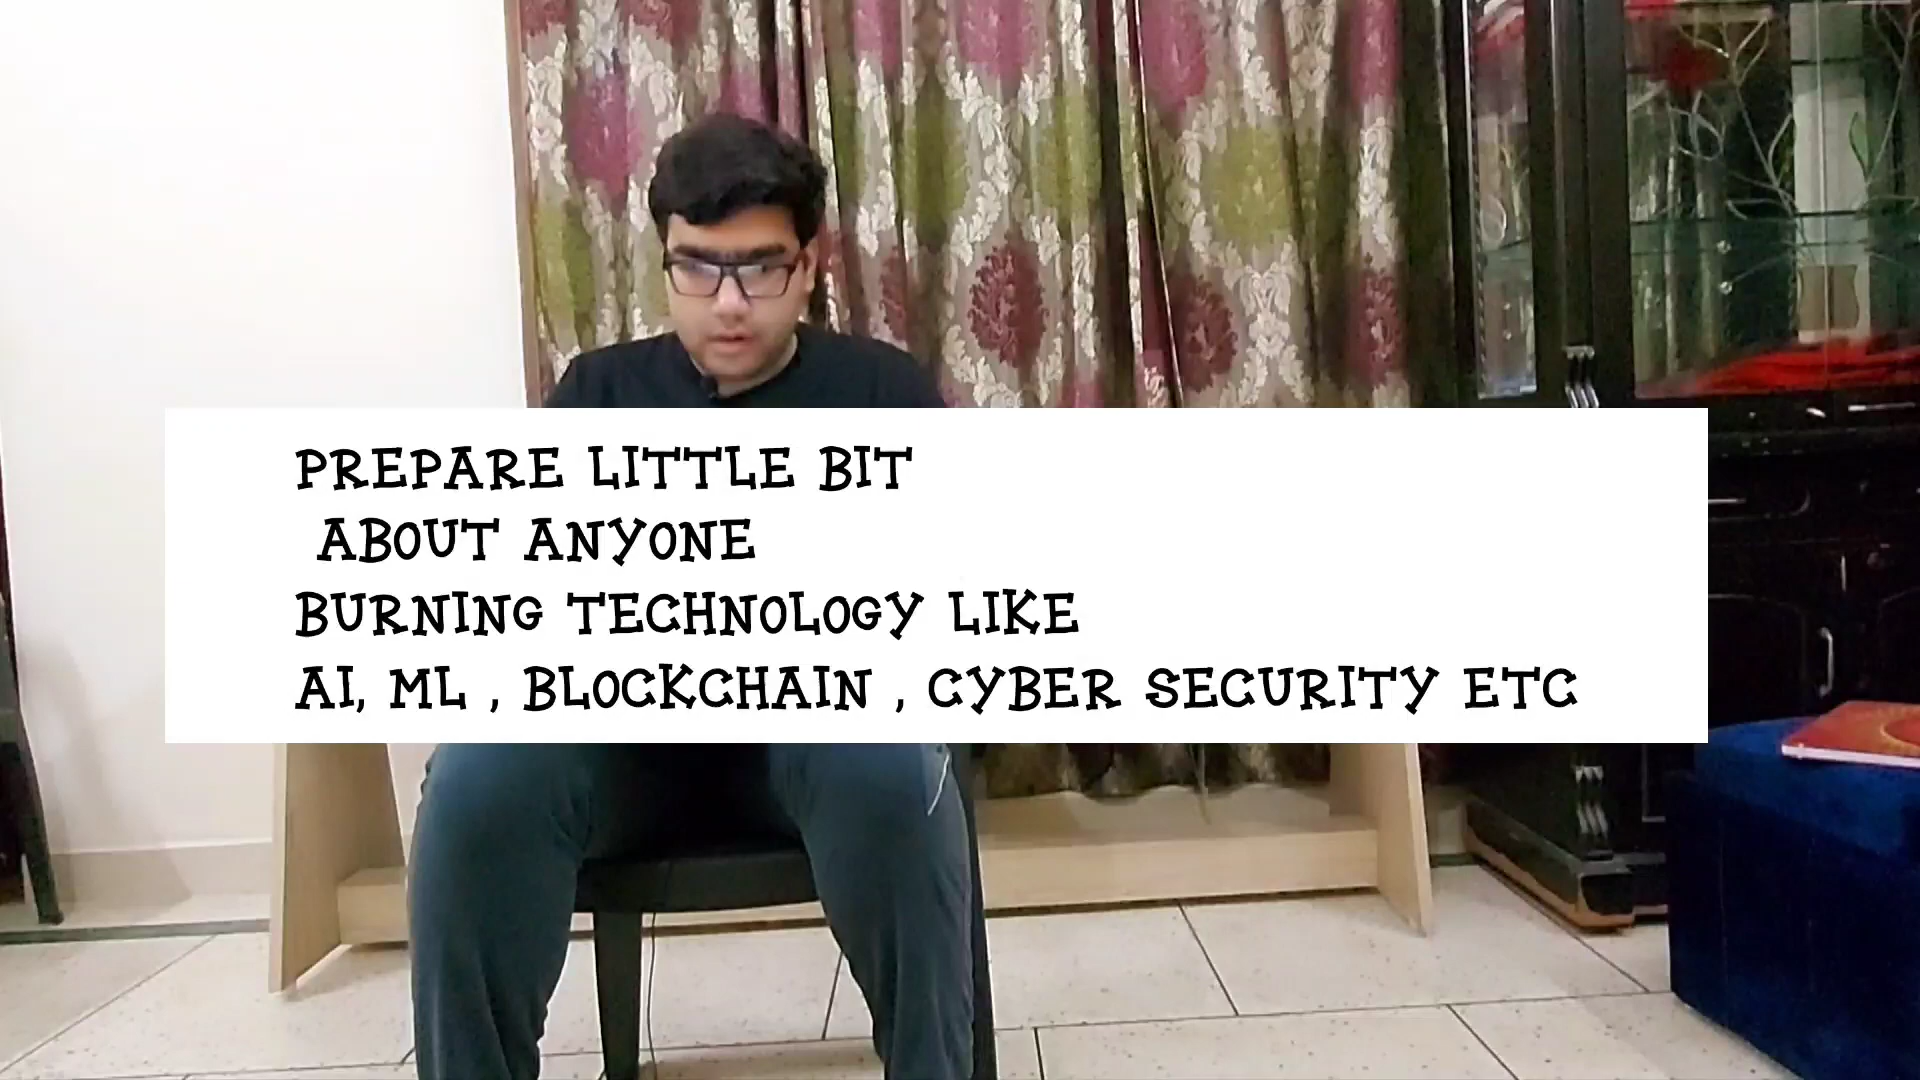 PREPARE LITTLE BIT
ABOUT ANYONE
BURNING TECHNOLOGY LIKE
AI, ML , BLOCKCHAIN , CYBER SECURITY ETC